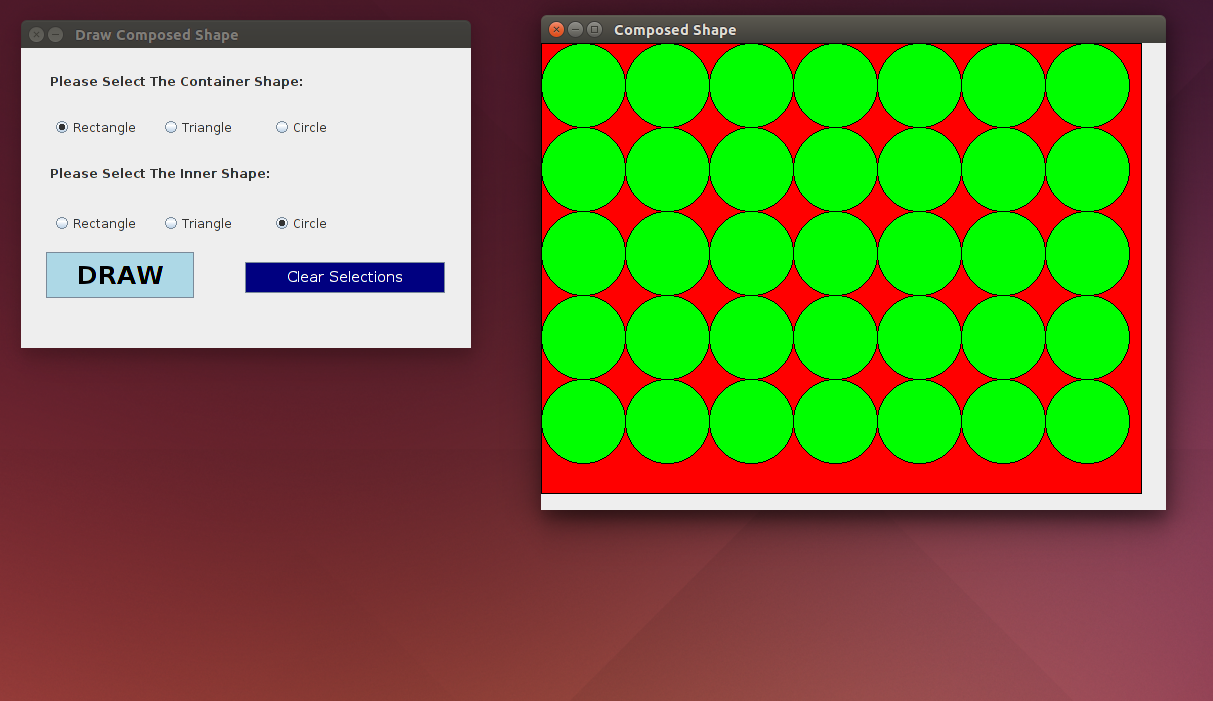 Draw Composed Shape
Please Select The Container Shape:
Rectangle Triangle Circle
Please Select The Inner Shape:
Rectangle Triangle Circle
DRAW Clear Selections
Composed Shape